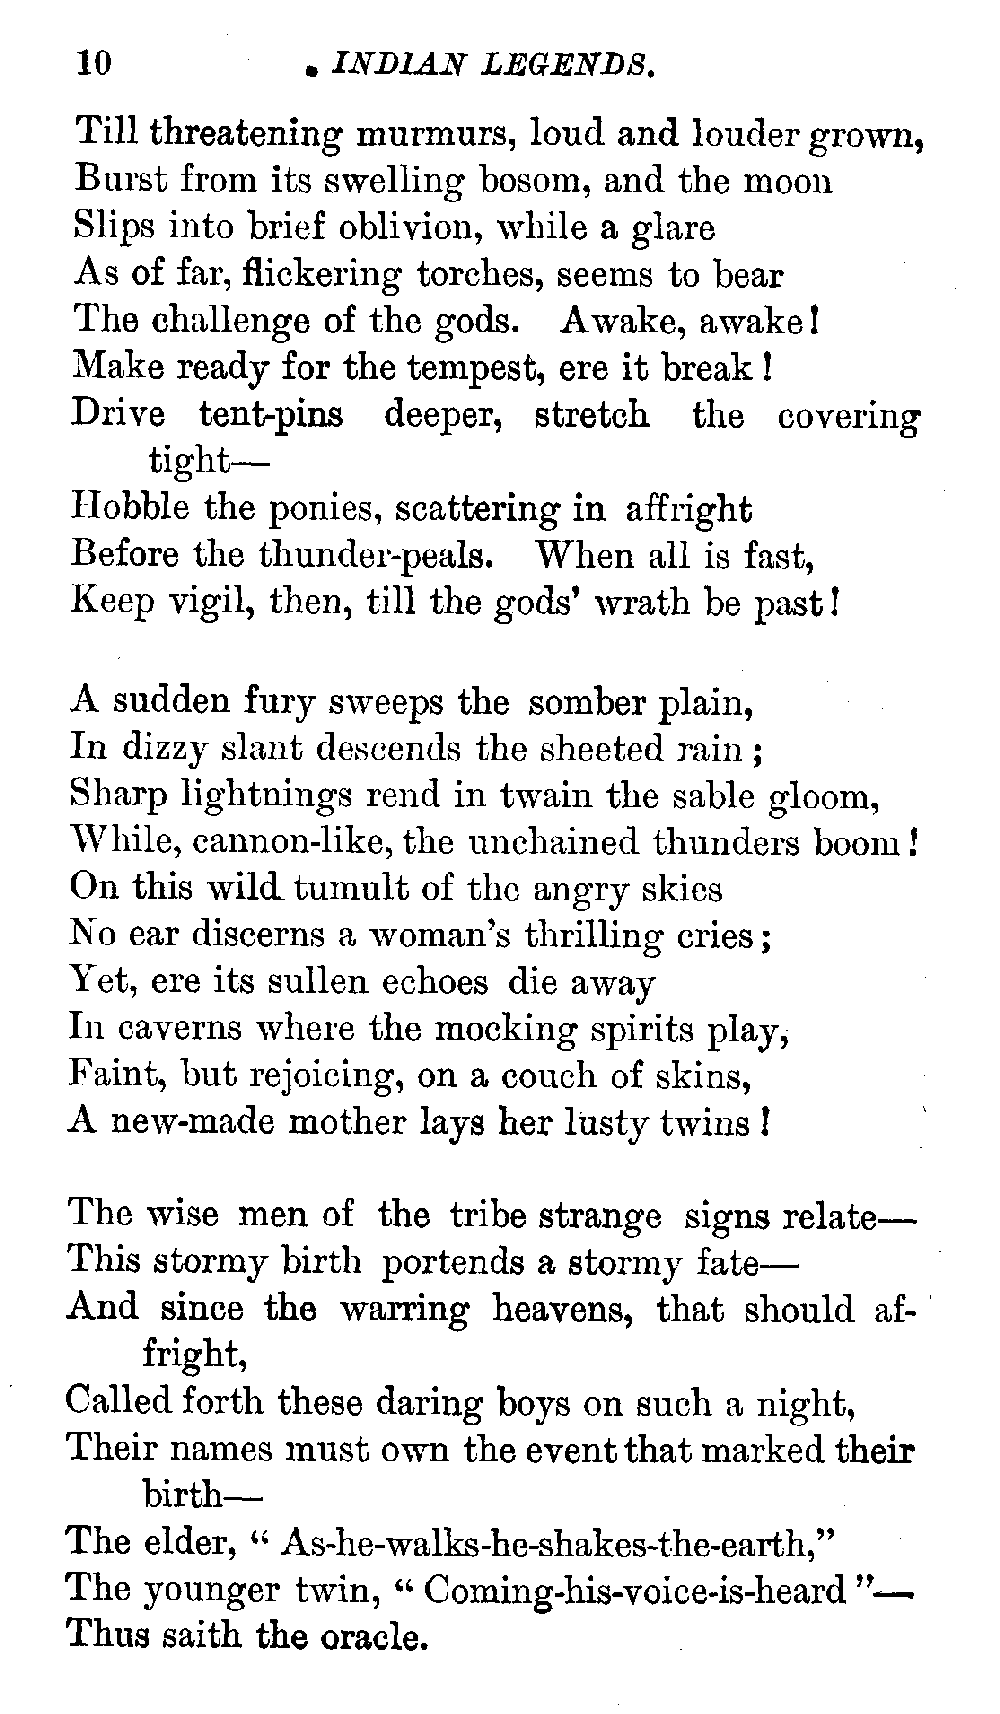 10 . INDIAN LEGENDS.
Till threatening murmurs, loud and louder grown,
Burst from its swelling bosom, and the moon
Slips into brief oblivion, while a glare
As of far, flickering torches, seems to bear
The challenge of the gods. Awake, awake!
Make ready for the tempest, ere it break!
Drive tent-pins deeper, stretch the covering
tight—
Hobble the ponies, scattering in affright
Before the thunder-peals. When all is fast,
Keep vigil, then, till the gods' wrath be past!
A sudden fury sweeps the somber plain,
In dizzy slant descends the sheeted rain;
Sharp lightnings rend in twain the sable gloom,
While, cannon-like, the unchained thunders boom!
On this wild tumult of the angry skies
No ear discerns a woman's thrilling cries;
Yet, ere its sullen echoes die away
In caverns where the mocking spirits play,
Faint, but rejoicing, on a couch of skins,
A new-made mother lays her lusty twins!
The wise men of the tribe strange signs relate—
This stormy birth portends a stormy fate—
And since the warring heavens, that should af-
fright,
Called forth these daring boys on such a night,
Their names must own the event that marked their
birth—
The elder, "As-he-walks-he-shakes-the-earth,"
The younger twin, "Coming-his-voice-is-heard"—
Thus saith the oracle.